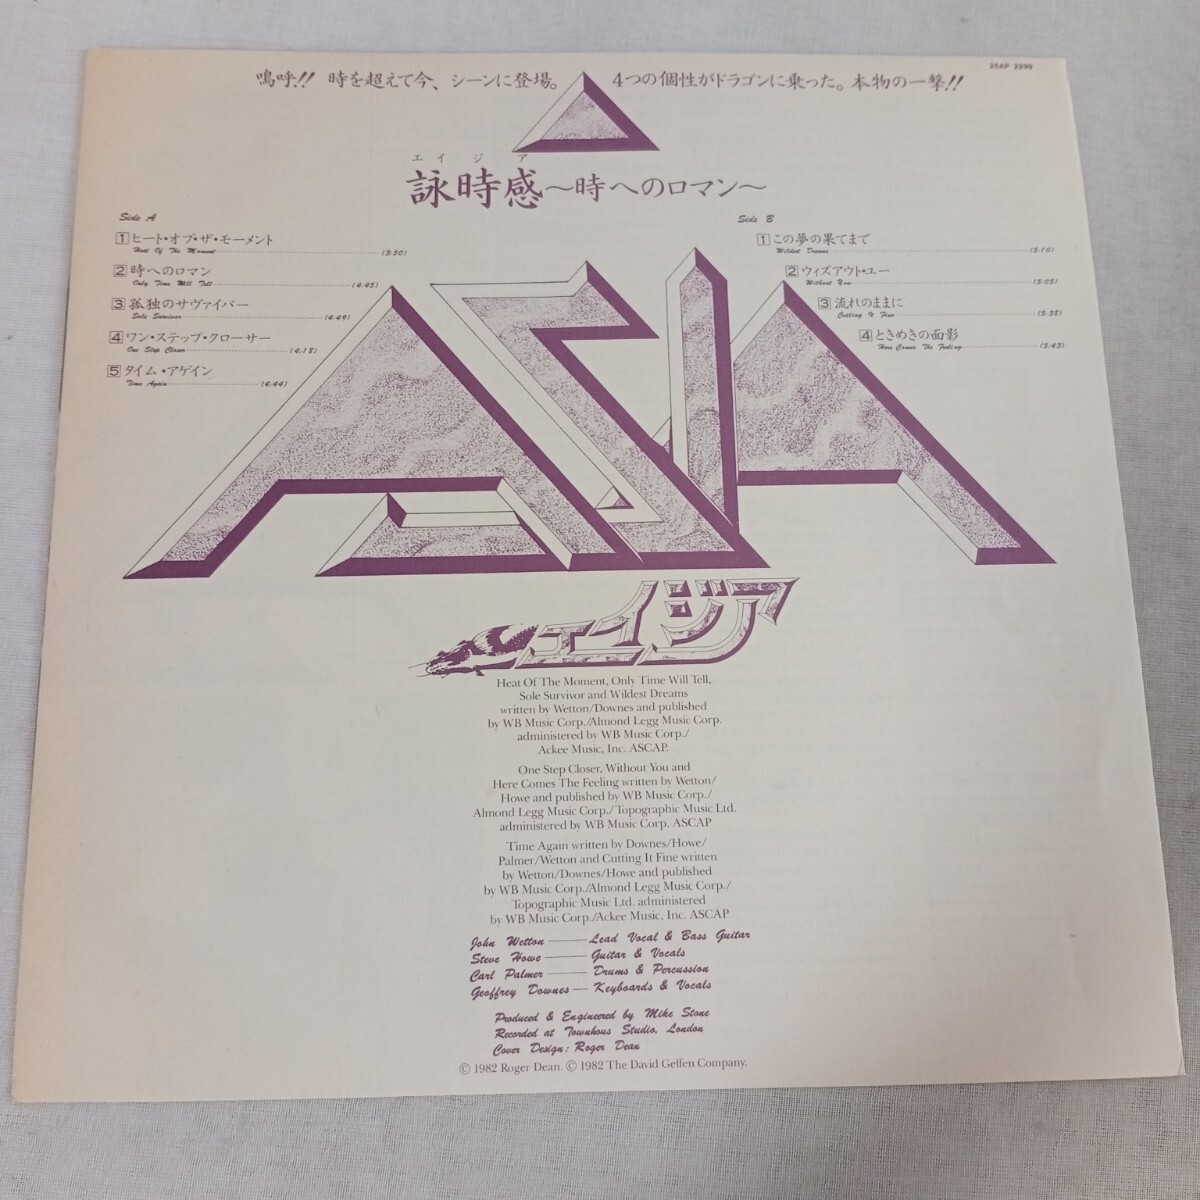 25AP 2299
嗚呼!! 時を超えて今、シーンに登場。 4つの個性がドラゴンに乗った。本物の一撃!!
エイジア
詠時感〜時へのロマン〜
Side A
1 ヒート・オブ・ザ・モーメント
Heat Of The Moment (3:50)
2 時へのロマン
Only Time Will Tell (4:45)
3 孤独のサヴァイバー
Sole Survivor (4:49)
4 ワン・ステップ・クローサー
One Step Closer (4:18)
5 タイム・アゲイン
Time Again (4:44)
Side B
1 この夢の果てまで
Wildest Dreams (5:10)
2 ウィズアウト・ユー
Without You (5:05)
3 流れのままに
Cutting It Fine (5:38)
4 ときめきの面影
Here Comes The Feeling (5:43)
ASIA
エイジア
Heat Of The Moment, Only Time Will Tell,
Sole Survivor and Wildest Dreams
written by Wetton/Downes and published
by WB Music Corp./Almond Legg Music Corp.
administered by WB Music Corp./
Ackee Music, Inc. ASCAP.
One Step Closer, Without You and
Here Comes The Feeling written by Wetton/
Howe and published by WB Music Corp./
Almond Legg Music Corp./Topographic Music Ltd.
administered by WB Music Corp. ASCAP
Time Again written by Downes/Howe/
Palmer/Wetton and Cutting It Fine written
by Wetton/Downes/Howe and published
by WB Music Corp./Almond Legg Music Corp./
Topographic Music Ltd. administered
by WB Music Corp./Ackee Music, Inc. ASCAP
John Wetton — Lead Vocal & Bass Guitar
Steve Howe — Guitar & Vocals
Carl Palmer — Drums & Percussion
Geoffrey Downes — Keyboards & Vocals
Produced & Engineered by Mike Stone
Recorded at Townhous Studio, London
Cover Design: Roger Dean
© 1982 Roger Dean. © 1982 The David Geffen Company.